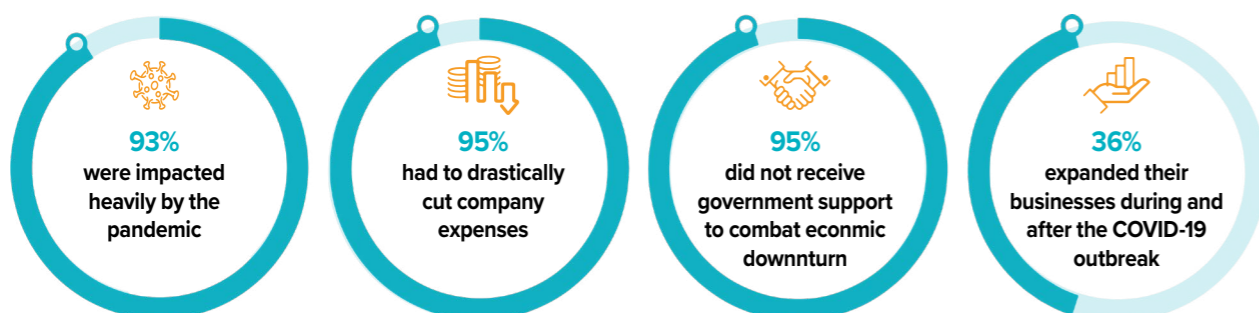 93%
were impacted
heavily by the
pandemic
95%
had to drastically
cut company
expenses
95%
did not receive
government support
to combat econmic
downnturn
36%
expanded their
businesses during and
after the COVID-19
outbreak